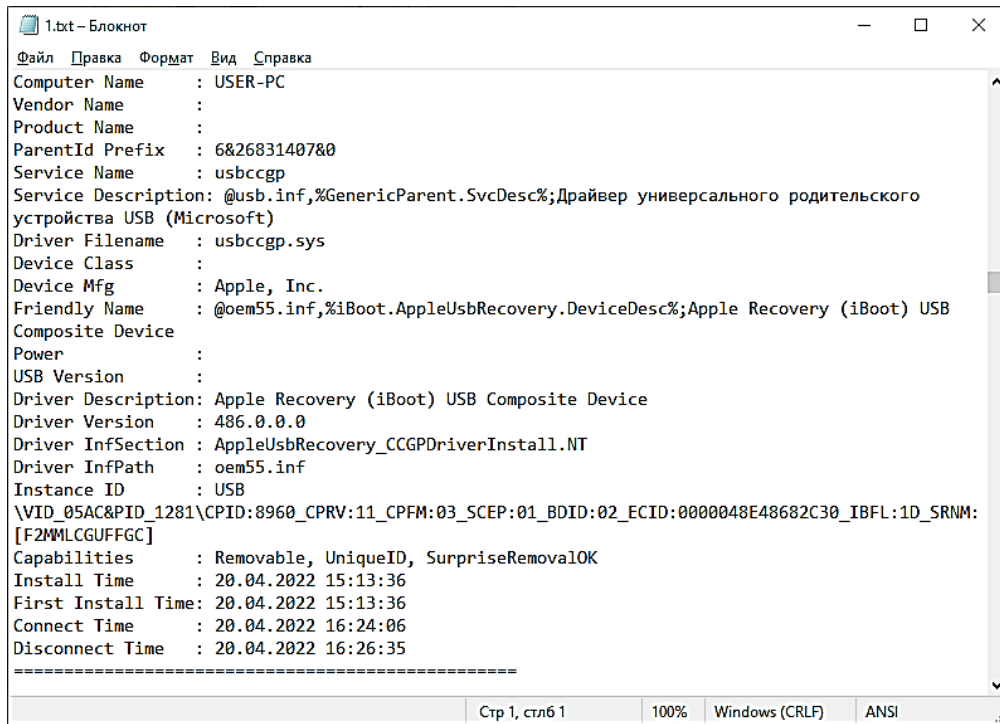 1.txt – Блокнот
Файл Правка Формат Вид Справка
Computer Name : USER-PC
Vendor Name :
Product Name :
ParentId Prefix : 6&26831407&0
Service Name : usbccgp
Service Description: @usb.inf,%GenericParent.SvcDesc%;Драйвер универсального родительского
устройства USB (Microsoft)
Driver Filename : usbccgp.sys
Device Class :
Device Mfg : Apple, Inc.
Friendly Name : @oem55.inf,%iBoot.AppleUsbRecovery.DeviceDesc%;Apple Recovery (iBoot) USB
Composite Device
Power :
USB Version :
Driver Description: Apple Recovery (iBoot) USB Composite Device
Driver Version : 486.0.0.0
Driver InfSection : AppleUsbRecovery_CCGPDriverInstall.NT
Driver InfPath : oem55.inf
Instance ID : USB
\VID_05AC&PID_1281\CPID:8960_CPRV:11_CPFM:03_SCEP:01_BDID:02_ECID:0000048E48682C30_IBFL:1D_SRNM:
[F2MMLCGUFFGC]
Capabilities : Removable, UniqueID, SurpriseRemovalOK
Install Time : 20.04.2022 15:13:36
First Install Time: 20.04.2022 15:13:36
Connect Time : 20.04.2022 16:24:06
Disconnect Time : 20.04.2022 16:26:35
==================================================
Стр 1, стлб 1 100% Windows (CRLF) ANSI